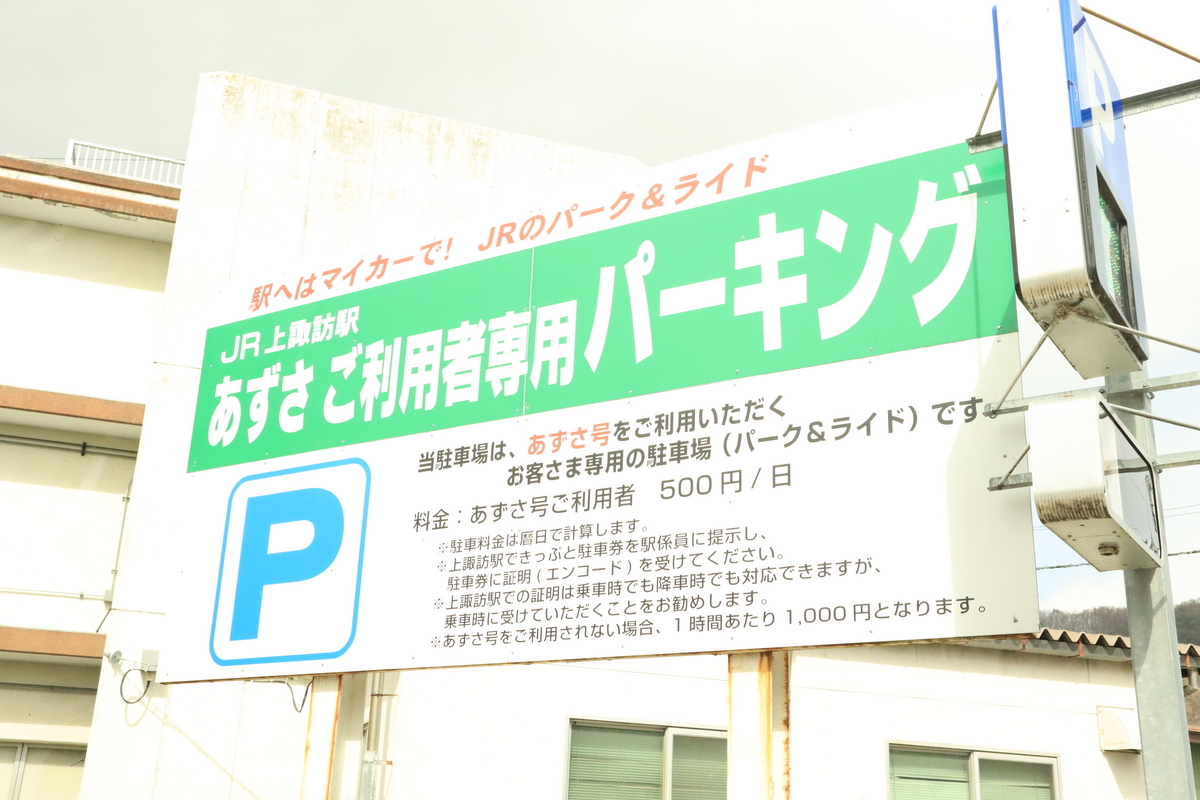 駅へはマイカーで! JRのパーク&ライド
JR上諏訪駅
あずさ ご利用者専用パーキング
P
当駐車場は、あずさ号をご利用いただく
お客さま専用の駐車場(パーク&ライド)です。
料金:あずさ号ご利用者 500円/日
※駐車料金は暦日で計算します。
※上諏訪駅できっぷと駐車券を駅係員に提示し、
駐車券に証明(エンコード)を受けてください。
※上諏訪駅での証明は乗車時でも降車時でも対応できますが、
乗車時に受けていただくことをお勧めします。
※あずさ号をご利用されない場合、1時間あたり1,000円となります。
P